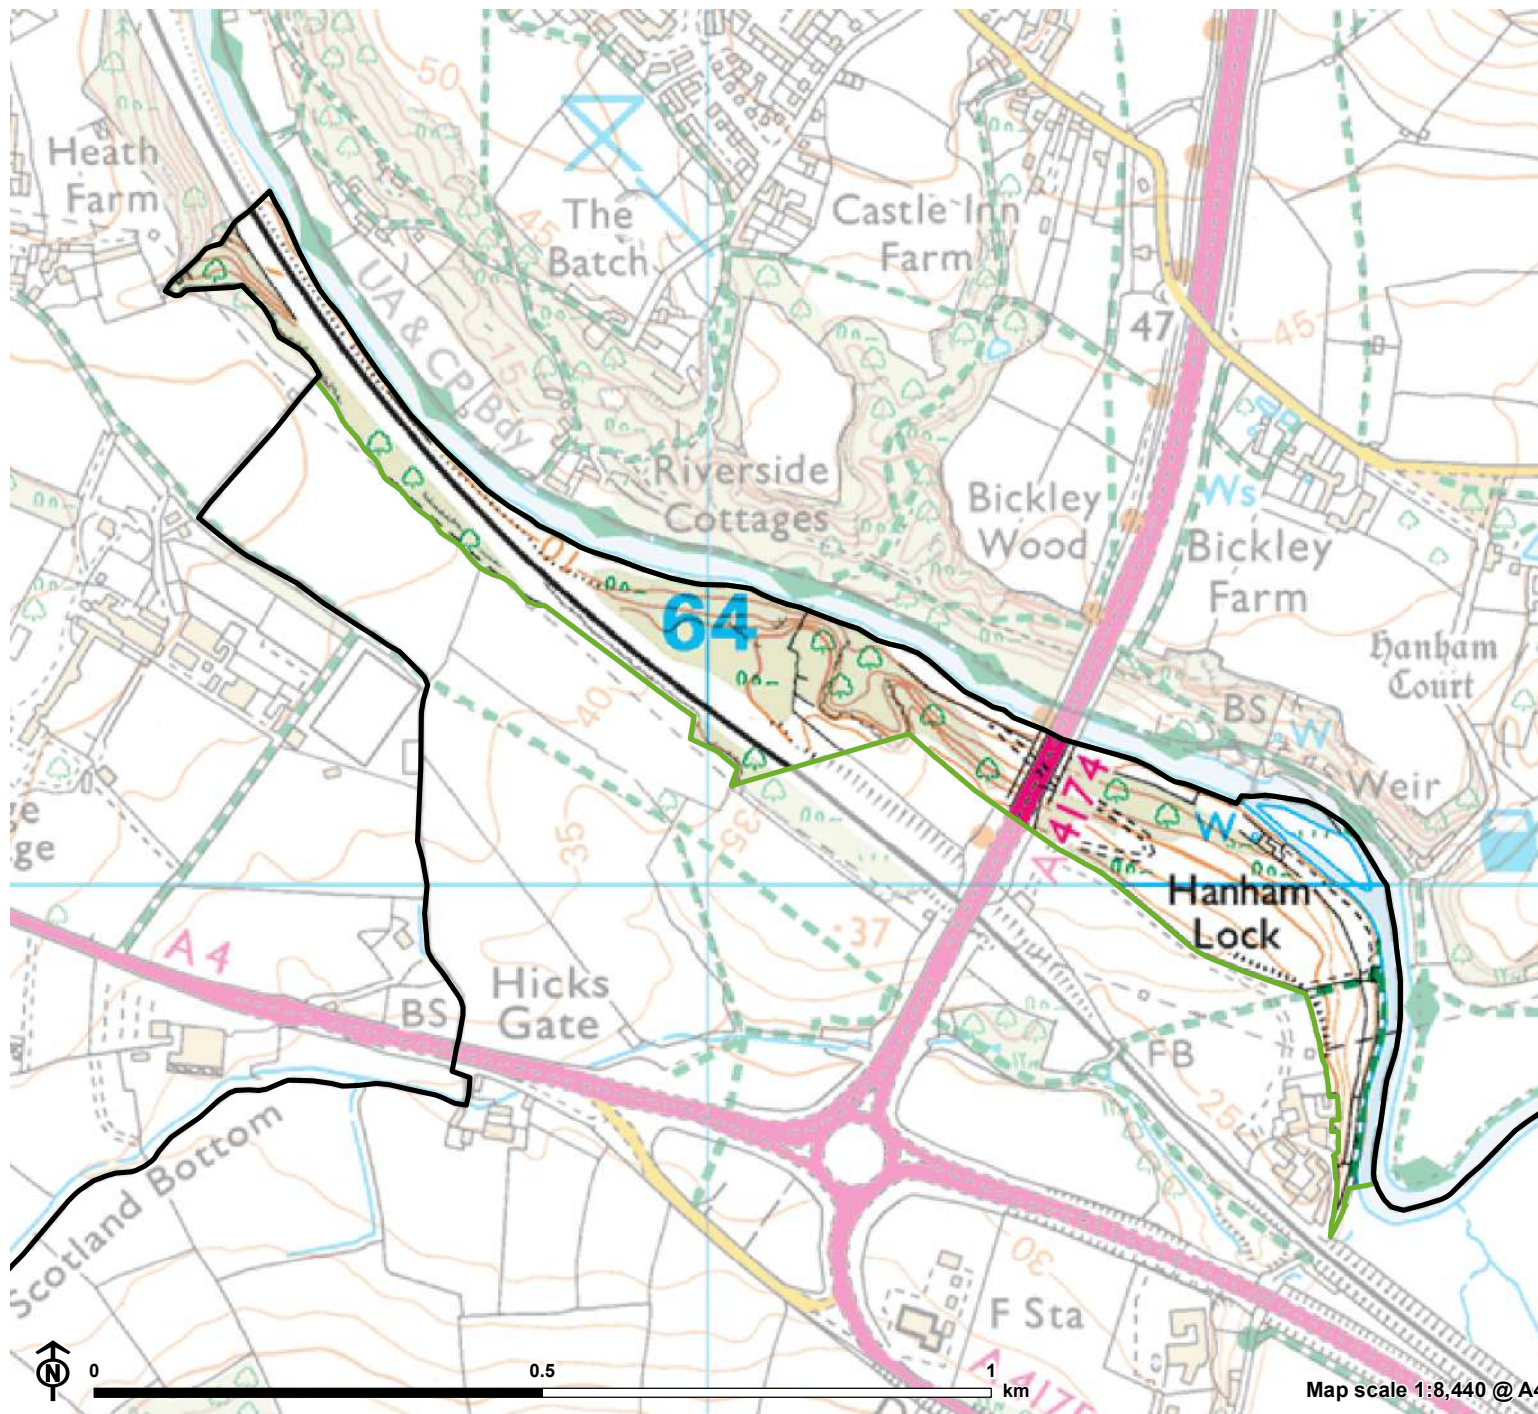 50
Heath
Farm
The
Batch
45
Castle Inn
Farm
47
45
UA & CP Bdy
15
Riverside
Cottages
Bickley
Wood
Ws
Bickley
Farm
10
64
Hanham
Court
BS
W
Weir
40
35
35
A 4174
W
Hanham
Lock
37
A 4
BS
Hicks
Gate
FB
25
Scotland Bottom
30
F Sta
A 4175
N
0
0.5
1
km
Map scale 1:8,440 @ A4